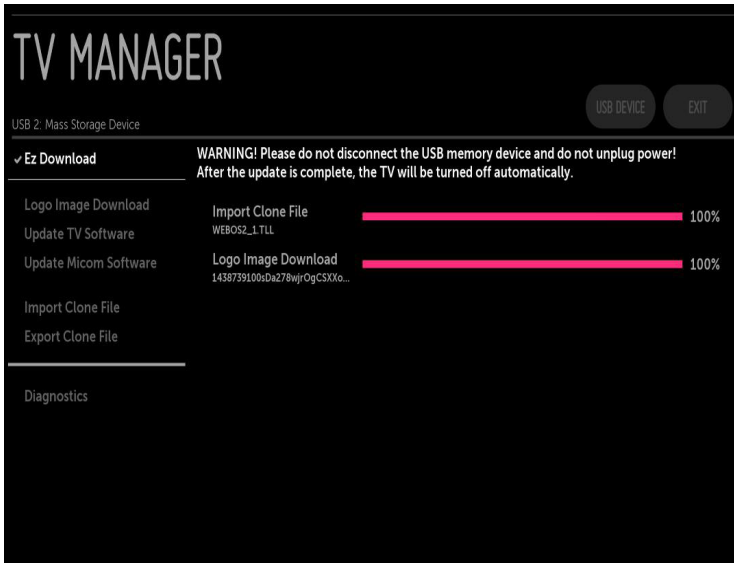 TV MANAGER
USB DEVICE
EXIT
USB 2: Mass Storage Device
✓Ez Download
WARNING! Please do not disconnect the USB memory device and do not unplug power!
After the update is complete, the TV will be turned off automatically.
Logo Image Download
Update TV Software
Update Micom Software
Import Clone File
Export Clone File
Diagnostics
Import Clone File
WEBOS2_1.TLL
100%
Logo Image Download
1438739100sDa278wjrOgCSXXo...
100%